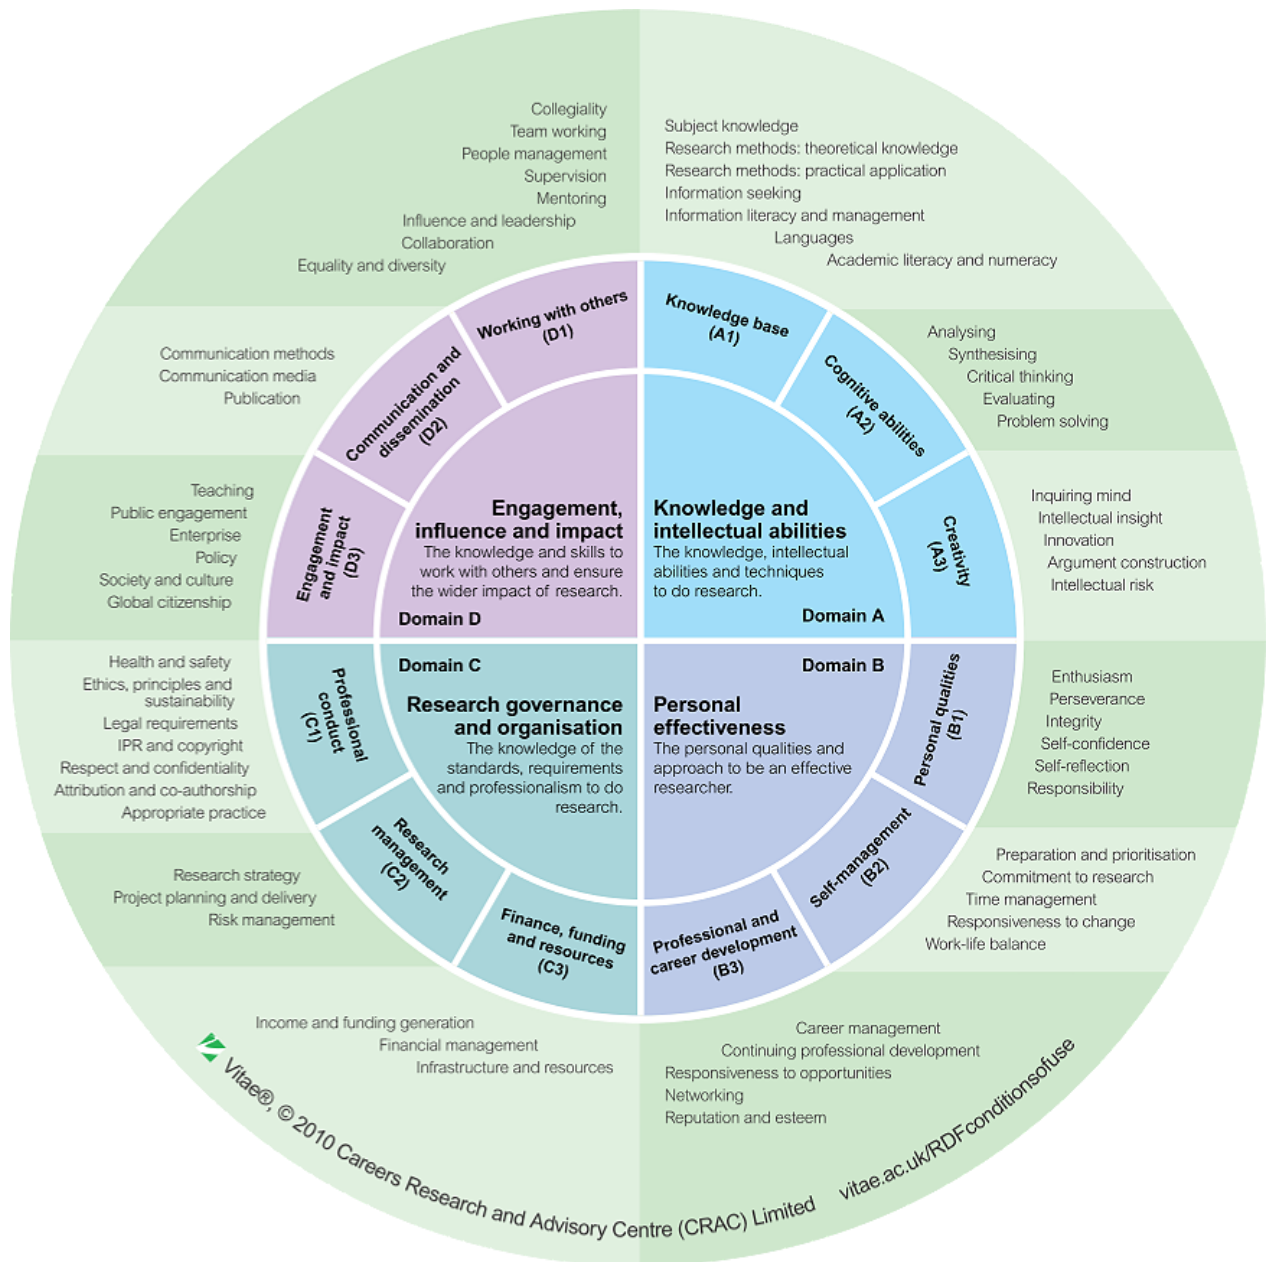 Collegiality
Team working
People management
Supervision
Mentoring
Influence and leadership
Collaboration
Equality and diversity
Subject knowledge
Research methods: theoretical knowledge
Research methods: practical application
Information seeking
Information literacy and management
Languages
Academic literacy and numeracy
Working with others
(D1)
Knowledge base
(A1)
Communication methods
Communication media
Publication
Communication and
dissemination
(D2)
Cognitive abilities
(A2)
Analysing
Synthesising
Critical thinking
Evaluating
Problem solving
Teaching
Public engagement
Enterprise
Policy
Society and culture
Global citizenship
Engagement
and impact
(D3)
Engagement,
influence and impact
The knowledge and skills to
work with others and ensure
the wider impact of research.
Domain D
Knowledge and
intellectual abilities
The knowledge, intellectual
abilities and techniques
to do research.
Domain A
Creativity
(A3)
Inquiring mind
Intellectual insight
Innovation
Argument construction
Intellectual risk
Health and safety
Ethics, principles and
sustainability
Legal requirements
IPR and copyright
Respect and confidentiality
Attribution and co-authorship
Appropriate practice
Professional
conduct
(C1)
Domain C
Research governance
and organisation
The knowledge of the
standards, requirements
and professionalism to do
research.
Domain B
Personal
effectiveness
The personal qualities and
approach to be an effective
researcher.
Personal qualities
(B1)
Enthusiasm
Perseverance
Integrity
Self-confidence
Self-reflection
Responsibility
Research strategy
Project planning and delivery
Risk management
Research
management
(C2)
Self-management
(B2)
Preparation and prioritisation
Commitment to research
Time management
Responsiveness to change
Work-life balance
Finance, funding
and resources
(C3)
Professional and
career development
(B3)
Income and funding generation
Financial management
Infrastructure and resources
Career management
Continuing professional development
Responsiveness to opportunities
Networking
Reputation and esteem
Vitae®, © 2010 Careers Research and Advisory Centre (CRAC) Limited
vitae.ac.uk/RDFconditionsofuse